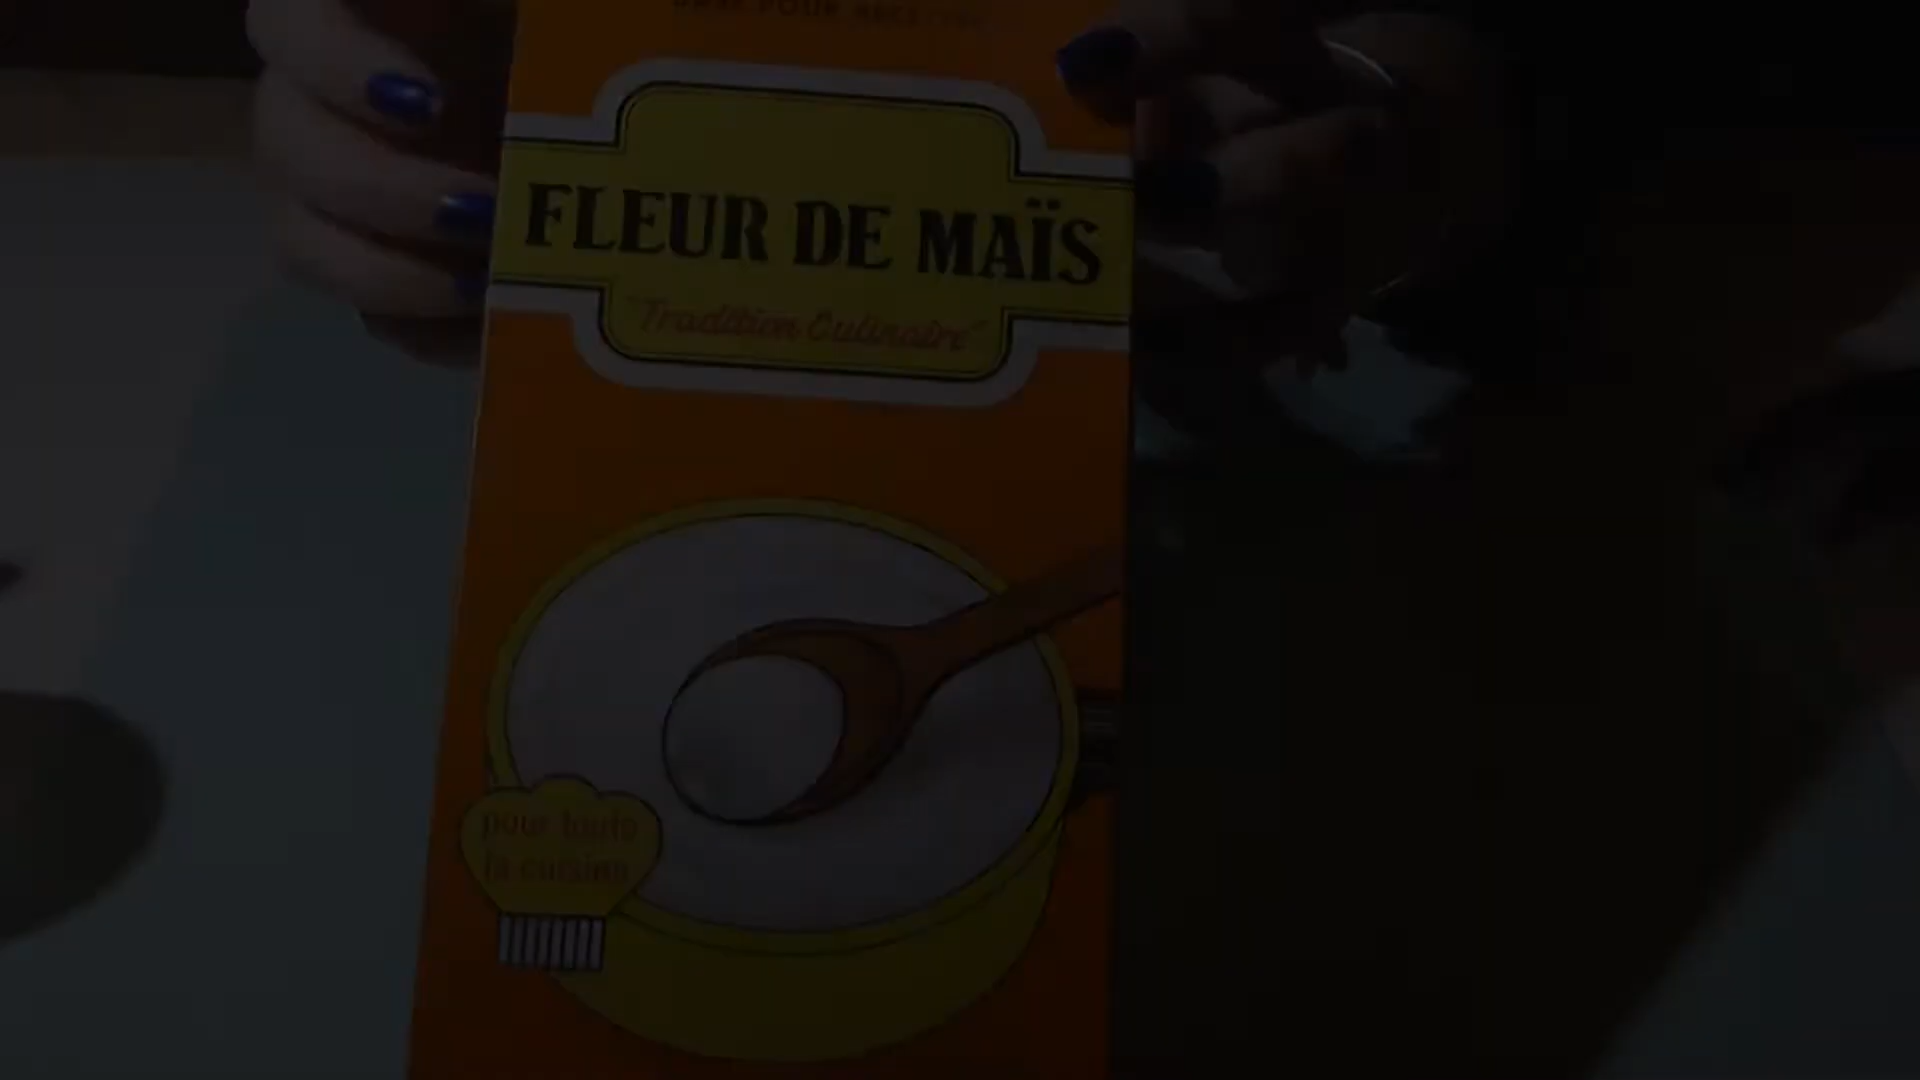 FLEUR DE MAÏS
"Tradition Culinaire"
pour toute
la cuisine